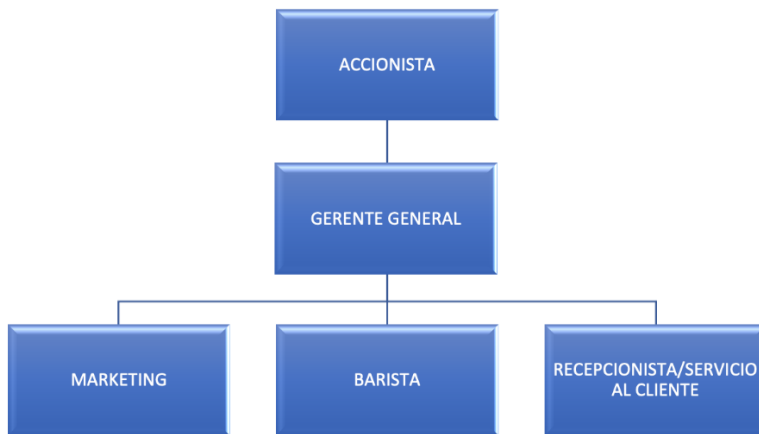 ACCIONISTA
GERENTE GENERAL
MARKETING
BARISTA
RECEPCIONISTA/SERVICIO
AL CLIENTE